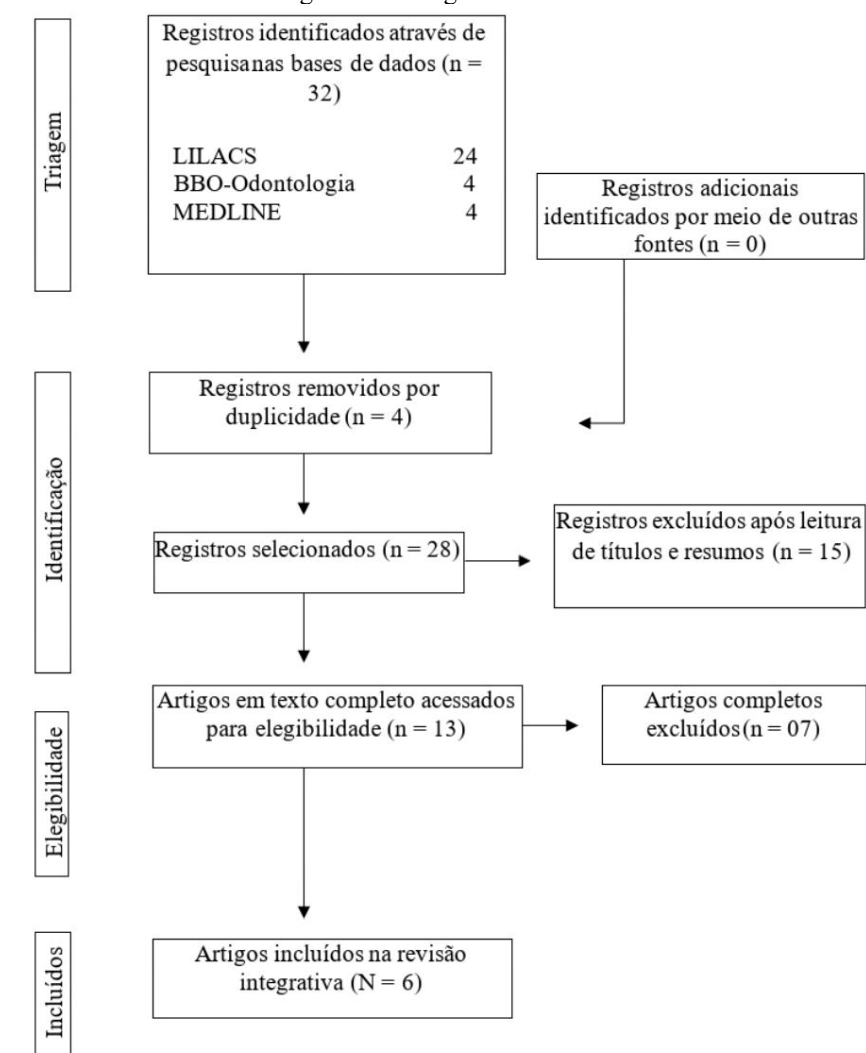 Triagem
Registros identificados através de
pesquisanas bases de dados (n =
32)
LILACS 24
BBO-Odontologia 4
MEDLINE 4
Registros adicionais
identificados por meio de outras
fontes (n = 0)
Identificação
Registros removidos por
duplicidade (n = 4)
Registros selecionados (n = 28)
Registros excluídos após leitura
de títulos e resumos (n = 15)
Elegibilidade
Artigos em texto completo acessados
para elegibilidade (n = 13)
Artigos completos
excluídos(n = 07)
Incluídos
Artigos incluídos na revisão
integrativa (N = 6)